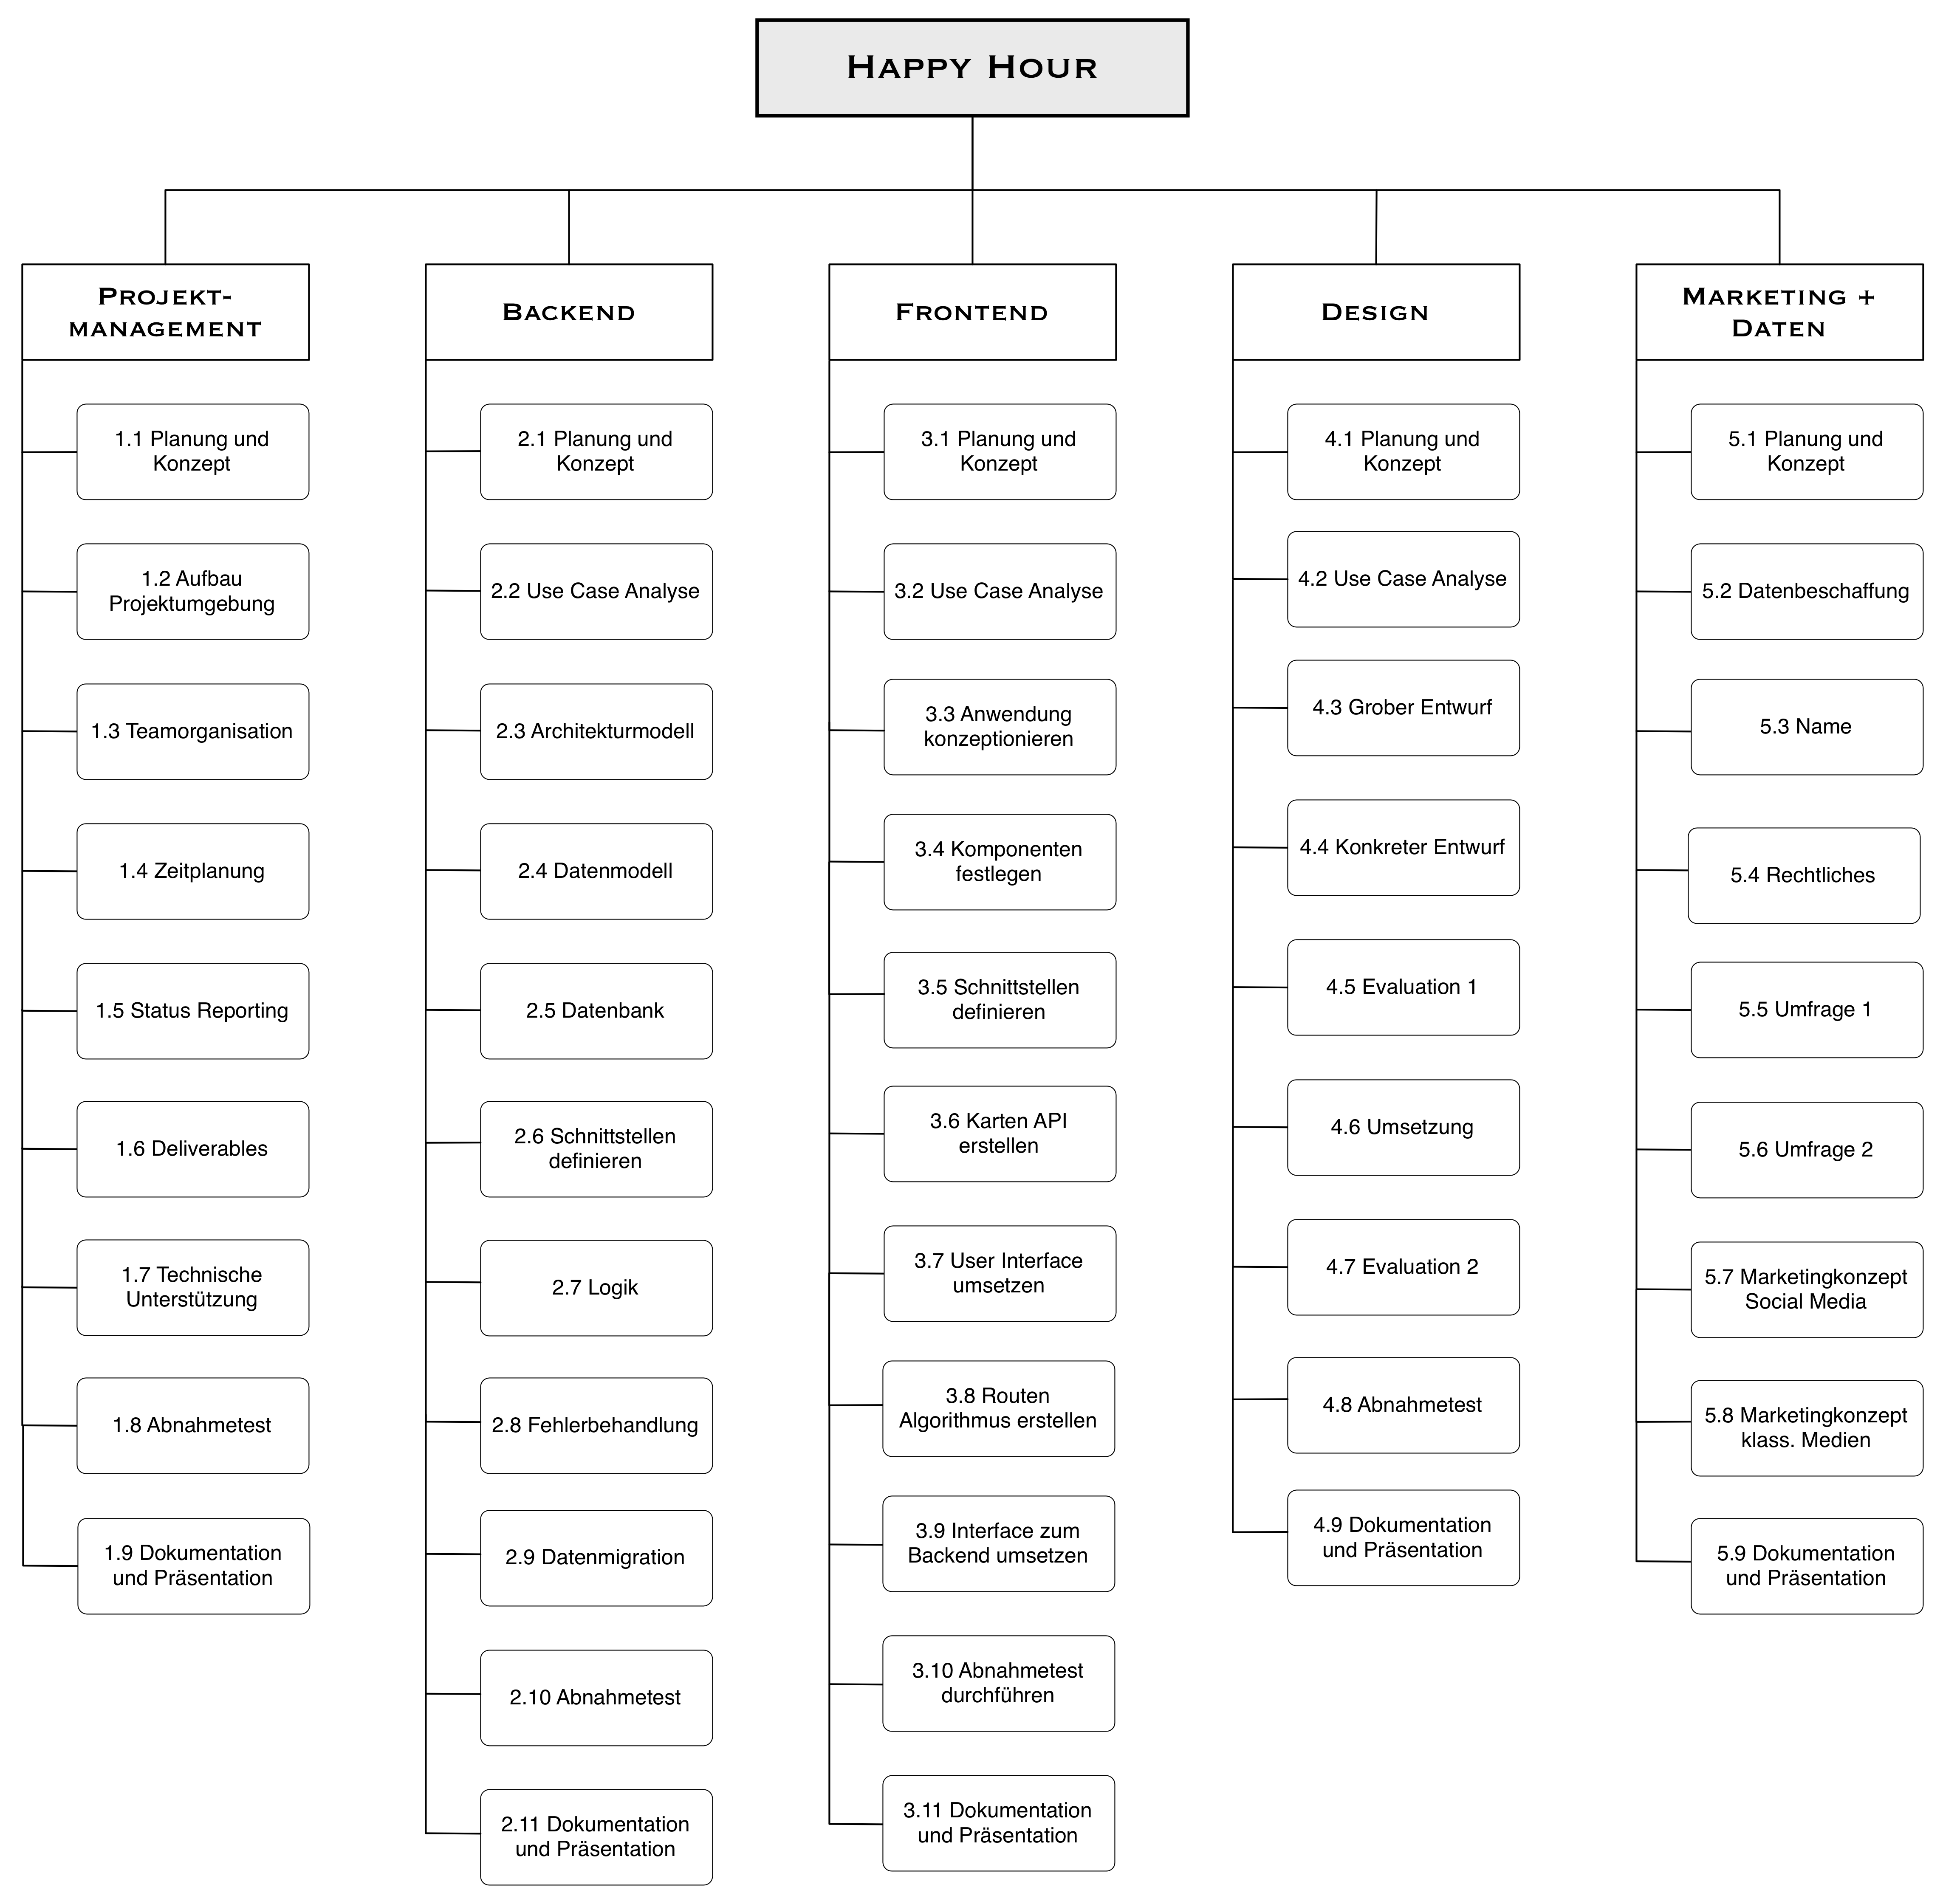 HAPPY HOUR
PROJEKT-
MANAGEMENT
1.1 Planung und
Konzept
1.2 Aufbau
Projektumgebung
1.3 Teamorganisation
1.4 Zeitplanung
1.5 Status Reporting
1.6 Deliverables
1.7 Technische
Unterstützung
1.8 Abnahmetest
1.9 Dokumentation
und Präsentation
BACKEND
2.1 Planung und
Konzept
2.2 Use Case Analyse
2.3 Architekturmodell
2.4 Datenmodell
2.5 Datenbank
2.6 Schnittstellen
definieren
2.7 Logik
2.8 Fehlerbehandlung
2.9 Datenmigration
2.10 Abnahmetest
2.11 Dokumentation
und Präsentation
FRONTEND
3.1 Planung und
Konzept
3.2 Use Case Analyse
3.3 Anwendung
konzeptionieren
3.4 Komponenten
festlegen
3.5 Schnittstellen
definieren
3.6 Karten API
erstellen
3.7 User Interface
umsetzen
3.8 Routen
Algorithmus erstellen
3.9 Interface zum
Backend umsetzen
3.10 Abnahmetest
durchführen
3.11 Dokumentation
und Präsentation
DESIGN
4.1 Planung und
Konzept
4.2 Use Case Analyse
4.3 Grober Entwurf
4.4 Konkreter Entwurf
4.5 Evaluation 1
4.6 Umsetzung
4.7 Evaluation 2
4.8 Abnahmetest
4.9 Dokumentation
und Präsentation
MARKETING +
DATEN
5.1 Planung und
Konzept
5.2 Datenbeschaffung
5.3 Name
5.4 Rechtliches
5.5 Umfrage 1
5.6 Umfrage 2
5.7 Marketingkonzept
Social Media
5.8 Marketingkonzept
klass. Medien
5.9 Dokumentation
und Präsentation